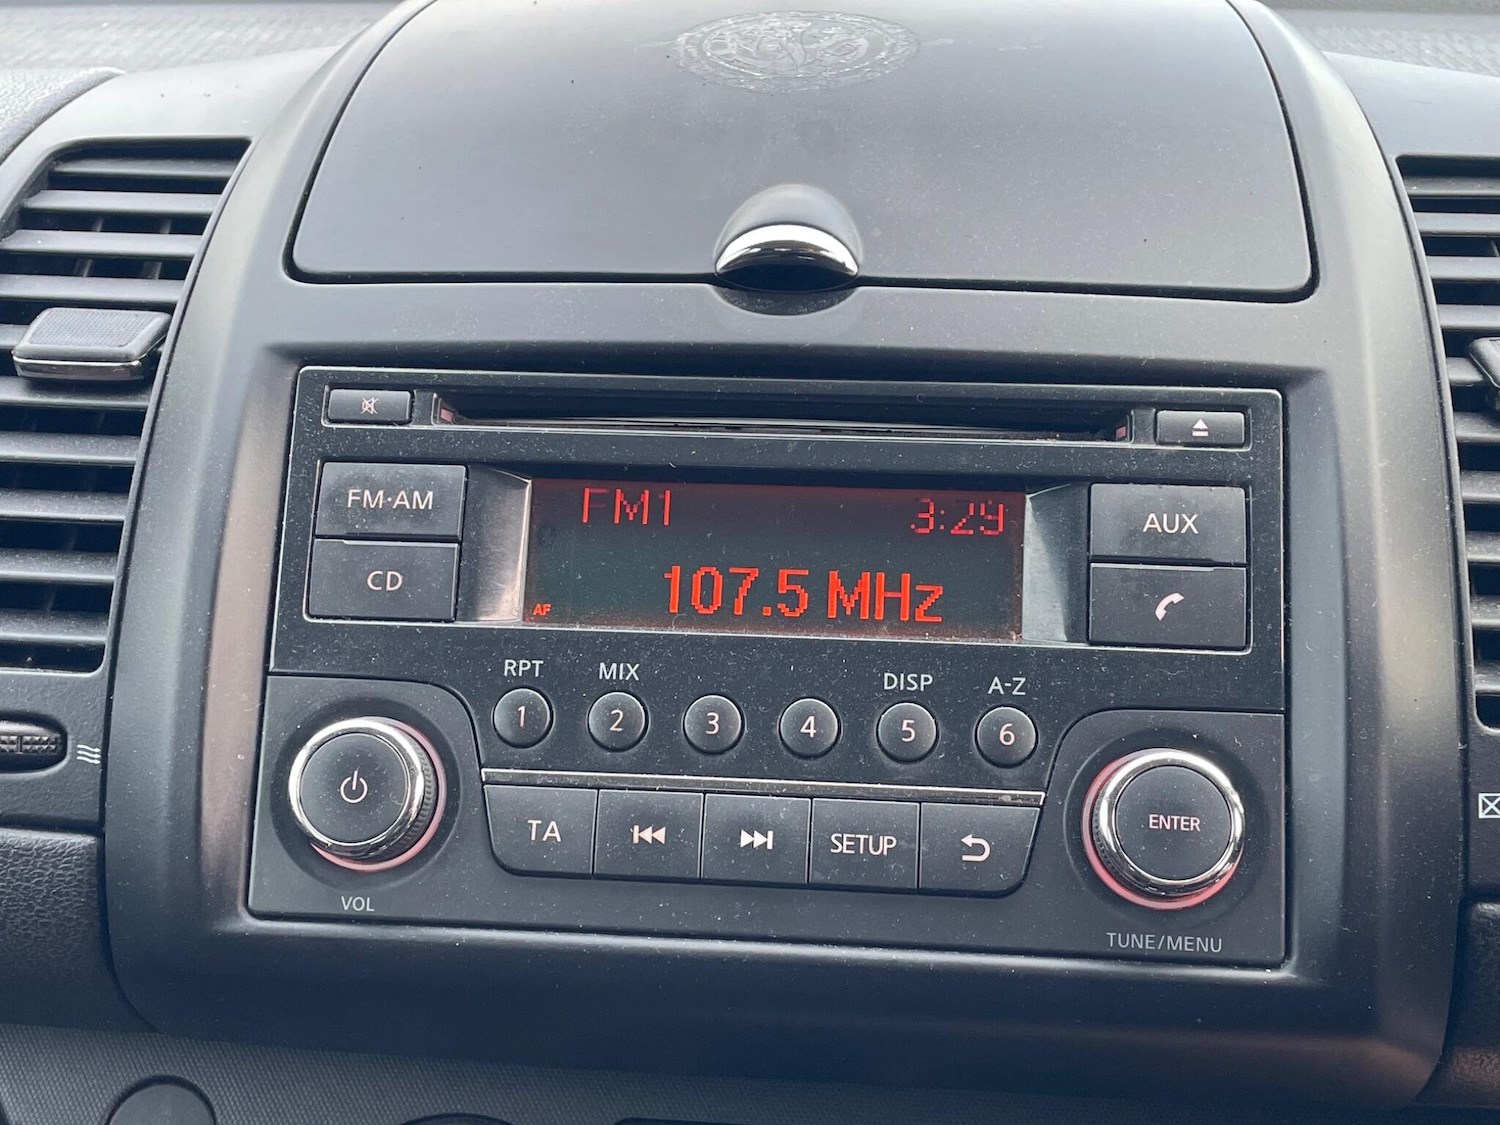 FM·AM
CD
FM1 3:29
107.5 MHz
AF
AUX
RPT MIX DISP A-Z
1 2 3 4 5 6
TA SETUP
VOL
ENTER
TUNE/MENU